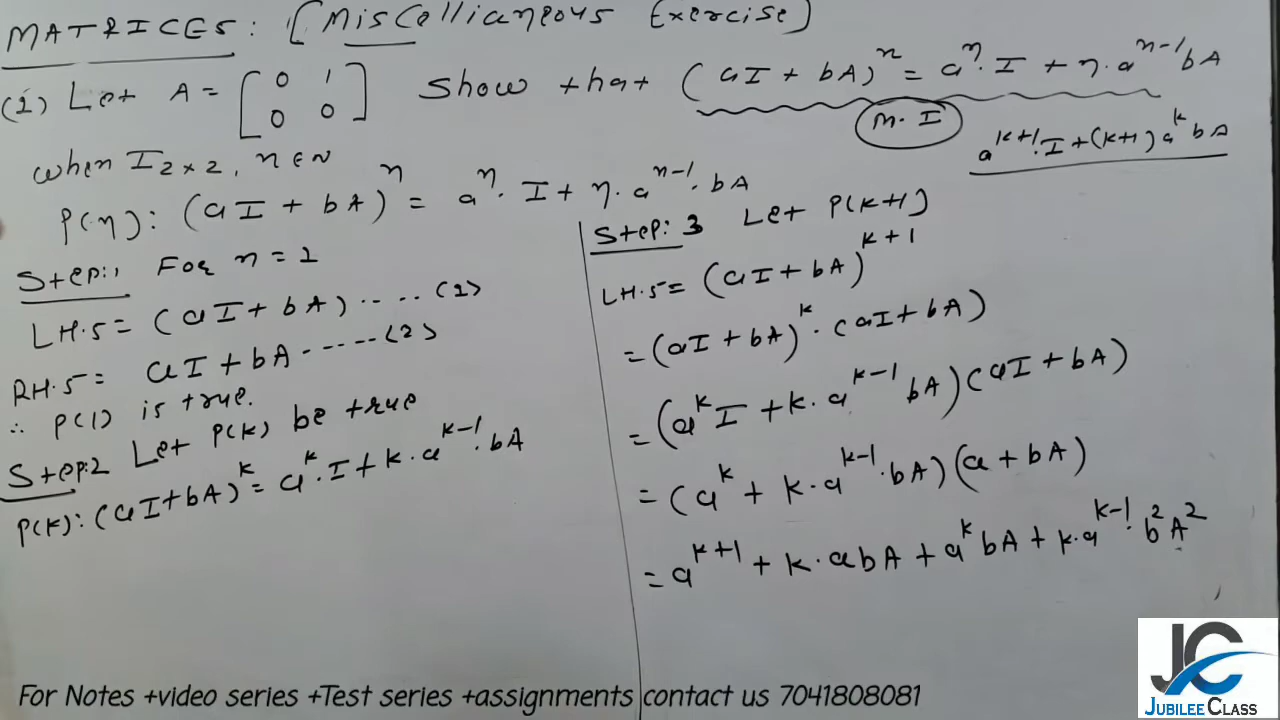 MATRICES: [Miscellianeous Exercise]
(1) Let A = [0 1 0 0] Show that (aI + bA)^n = a^n · I + n · a^(n-1) bA
M.I
a^(k+1) · I + (k+1) a^k bA
when I 2×2, n ∈ N
P(n): (aI + bA)^n = a^n · I + n · a^(n-1) · bA
Step:1 For n = 1
LH·S = (aI + bA) .... (1)
RH·S = aI + bA ..... (2)
∴ P(1) is true.
Step:2 Let P(k) be true
P(k): (aI + bA)^k = a^k · I + k · a^(k-1) · bA
Step: 3 Let P(k+1)
LH·S = (aI + bA)^(k+1)
= (aI + bA)^k · (aI + bA)
= (a^k I + k · a^(k-1) bA)(aI + bA)
= (a^k + k · a^(k-1) · bA)(a + bA)
= a^(k+1) + k · abA + a^k bA + k · a^(k-1) · b^2 A^2
For Notes +video series +Test series +assignments contact us 7041808081
JC
JUBILEE CLASS